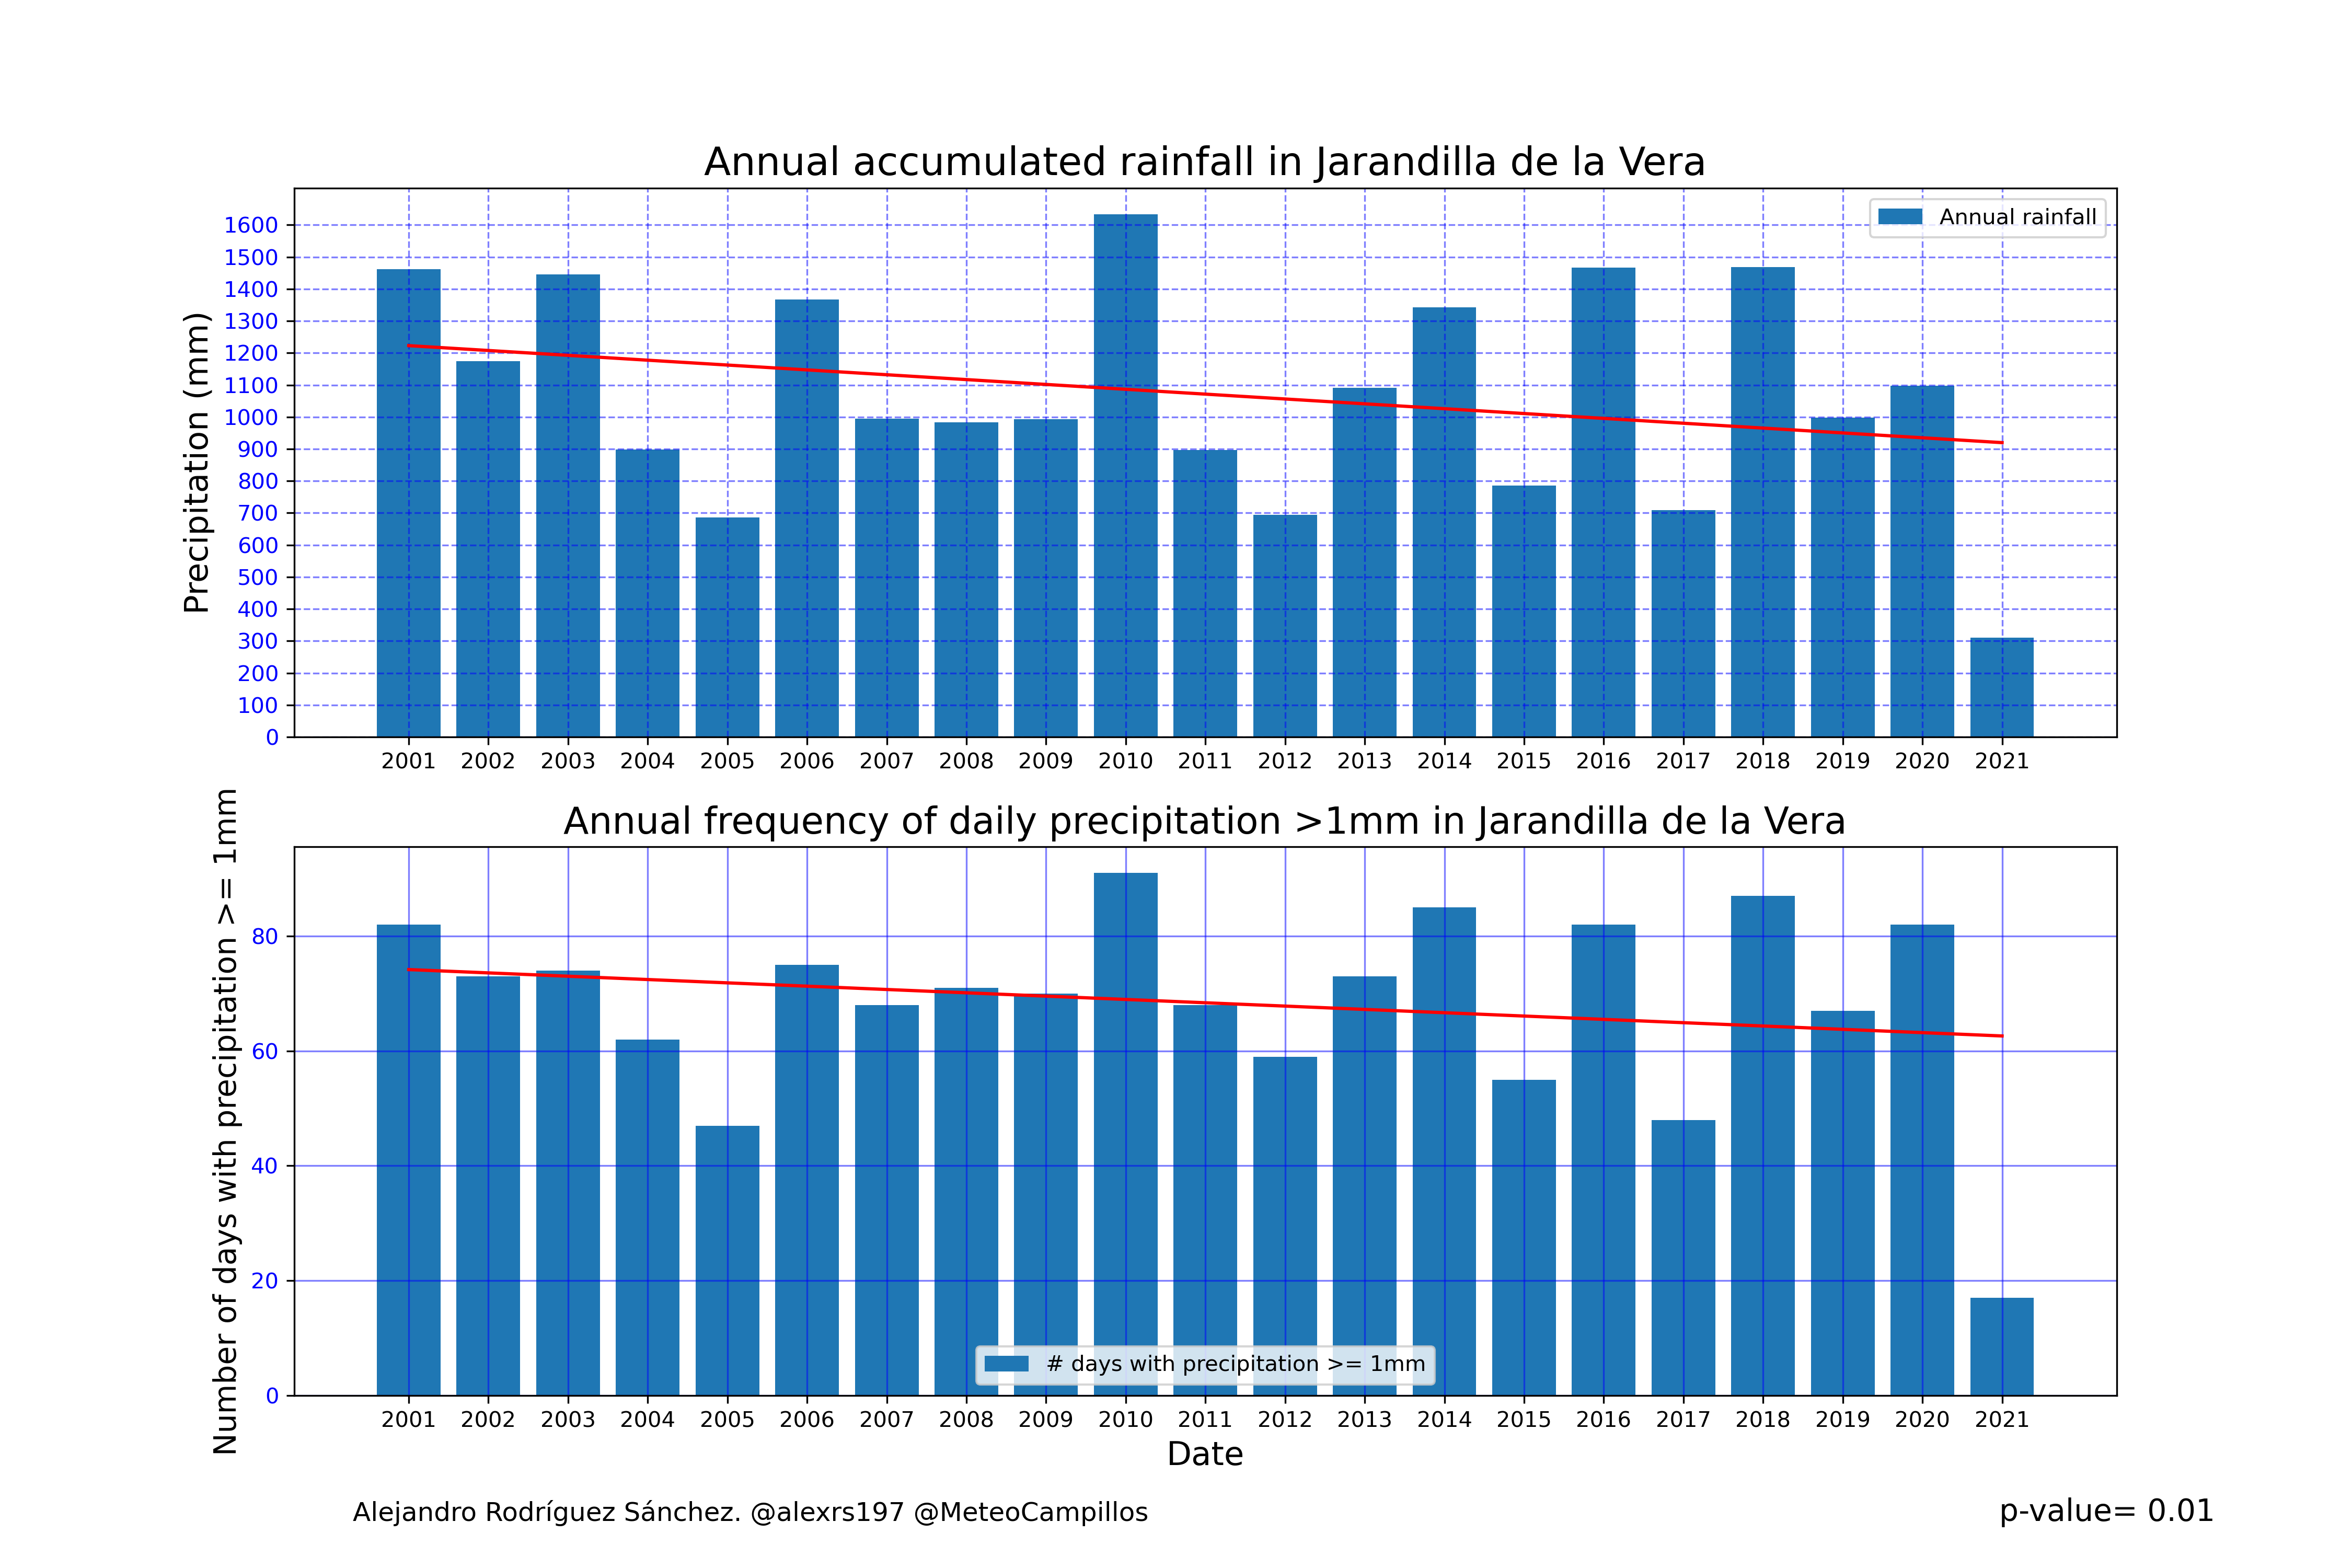 Annual accumulated rainfall in Jarandilla de la Vera
Precipitation (mm)
1600
1500
1400
1300
1200
1100
1000
900
800
700
600
500
400
300
200
100
0
Annual rainfall
2001 2002 2003 2004 2005 2006 2007 2008 2009 2010 2011 2012 2013 2014 2015 2016 2017 2018 2019 2020 2021
Annual frequency of daily precipitation >1mm in Jarandilla de la Vera
Number of days with precipitation >= 1mm
80
60
40
20
0
# days with precipitation >= 1mm
2001 2002 2003 2004 2005 2006 2007 2008 2009 2010 2011 2012 2013 2014 2015 2016 2017 2018 2019 2020 2021
Date
Alejandro Rodríguez Sánchez. @alexrs197 @MeteoCampillos
p-value= 0.01